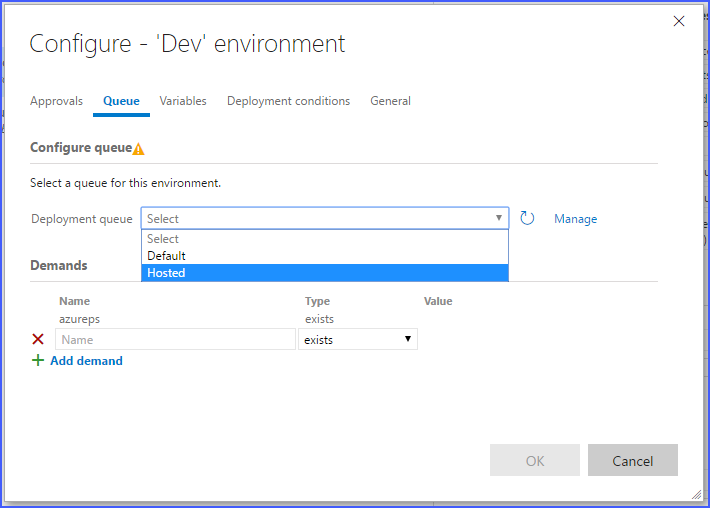 Configure - 'Dev' environment
Approvals Queue Variables Deployment conditions General
Configure queue
Select a queue for this environment.
Deployment queue Select Manage
Select
Default
Hosted
Demands
Name Type Value
azureps exists
Name exists
Add demand
OK Cancel